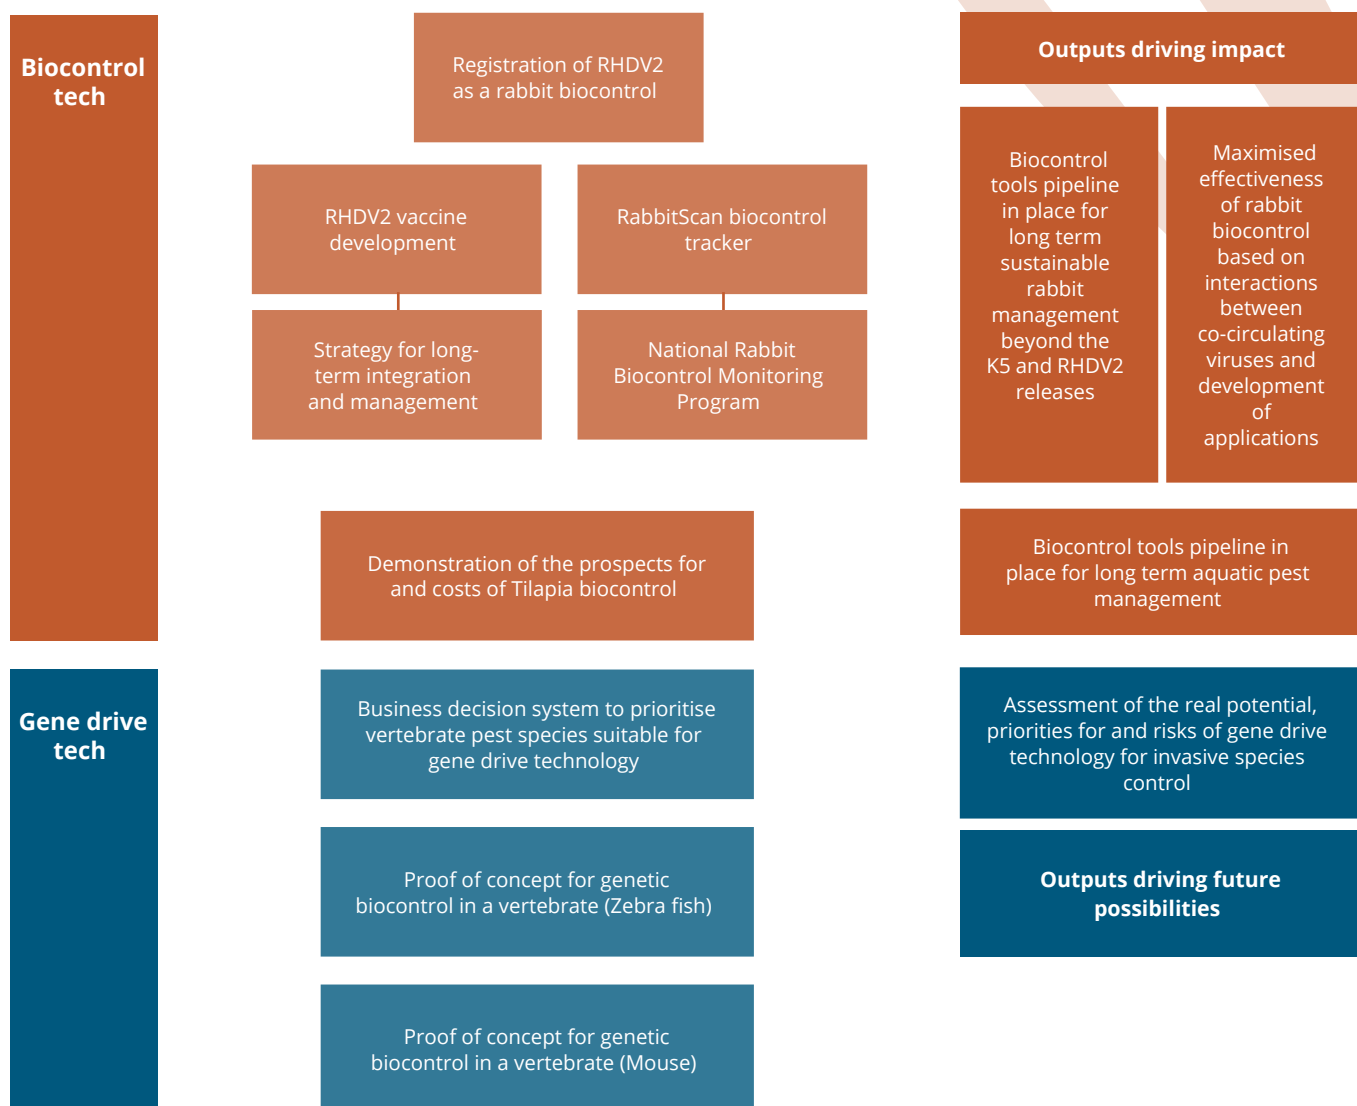 Biocontrol
tech
Registration of RHDV2
as a rabbit biocontrol
RHDV2 vaccine
development
RabbitScan biocontrol
tracker
Strategy for long-
term integration
and management
National Rabbit
Biocontrol Monitoring
Program
Demonstration of the prospects for
and costs of Tilapia biocontrol
Outputs driving impact
Biocontrol
tools pipeline
in place for
long term
sustainable
rabbit
management
beyond the
K5 and RHDV2
releases
Maximised
effectiveness
of rabbit
biocontrol
based on
interactions
between
co-circulating
viruses and
development
of
applications
Biocontrol tools pipeline in
place for long term aquatic pest
management
Gene drive
tech
Business decision system to prioritise
vertebrate pest species suitable for
gene drive technology
Proof of concept for genetic
biocontrol in a vertebrate (Zebra fish)
Proof of concept for genetic
biocontrol in a vertebrate (Mouse)
Assessment of the real potential,
priorities for and risks of gene drive
technology for invasive species
control
Outputs driving future
possibilities